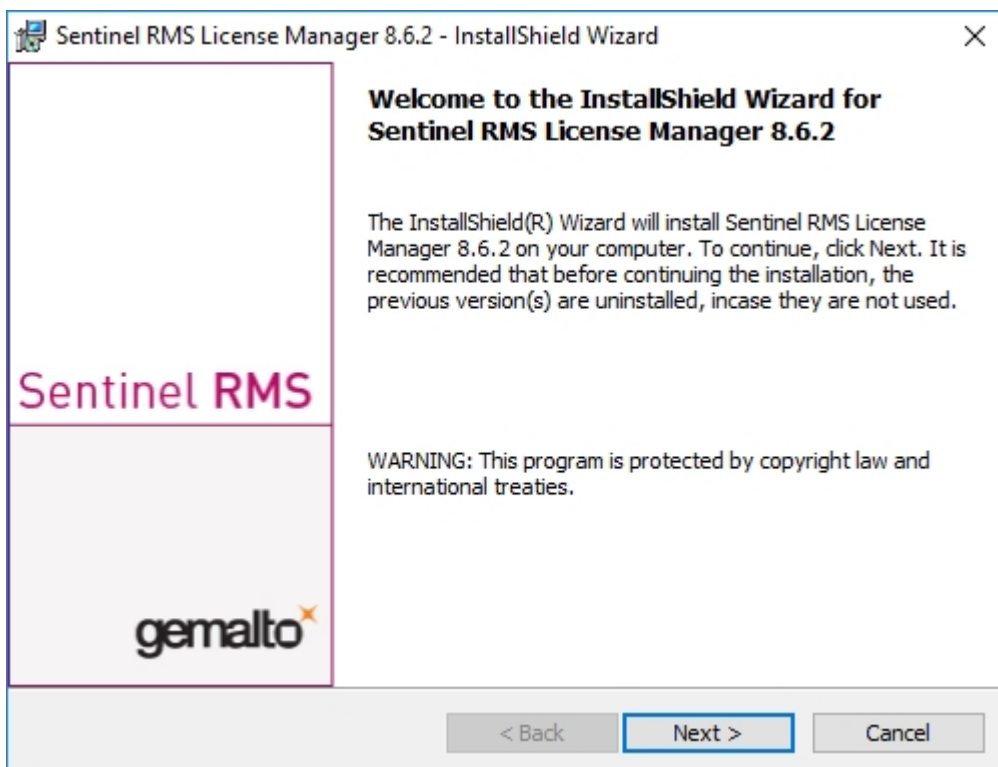 Sentinel RMS License Manager 8.6.2 - InstallShield Wizard
Welcome to the InstallShield Wizard for
Sentinel RMS License Manager 8.6.2
The InstallShield(R) Wizard will install Sentinel RMS License
Manager 8.6.2 on your computer. To continue, click Next. It is
recommended that before continuing the installation, the
previous version(s) are uninstalled, incase they are not used.
Sentinel RMS
WARNING: This program is protected by copyright law and
international treaties.
gemalto
< Back
Next >
Cancel